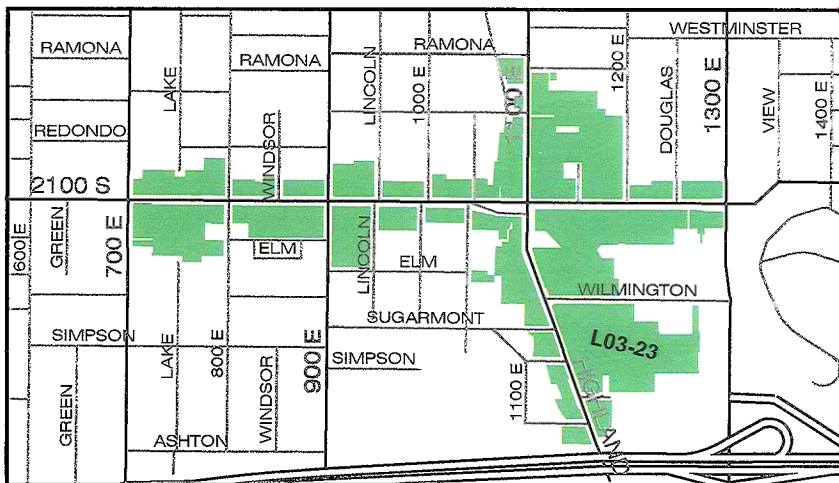 WESTMINSTER
RAMONA
RAMONA
RAMONA
LAKE
LINCOLN
1000 E
1100 E
1200 E
DOUGLAS
1300 E
VIEW
1400 E
REDONDO
WINDSOR
2100 S
600 E
GREEN
700 E
ELM
LINCOLN
ELM
WILMINGTON
SUGARMONT
SIMPSON
LAKE
800 E
WINDSOR
900 E
SIMPSON
L03-23
HIGHLAND
1100 E
GREEN
ASHTON